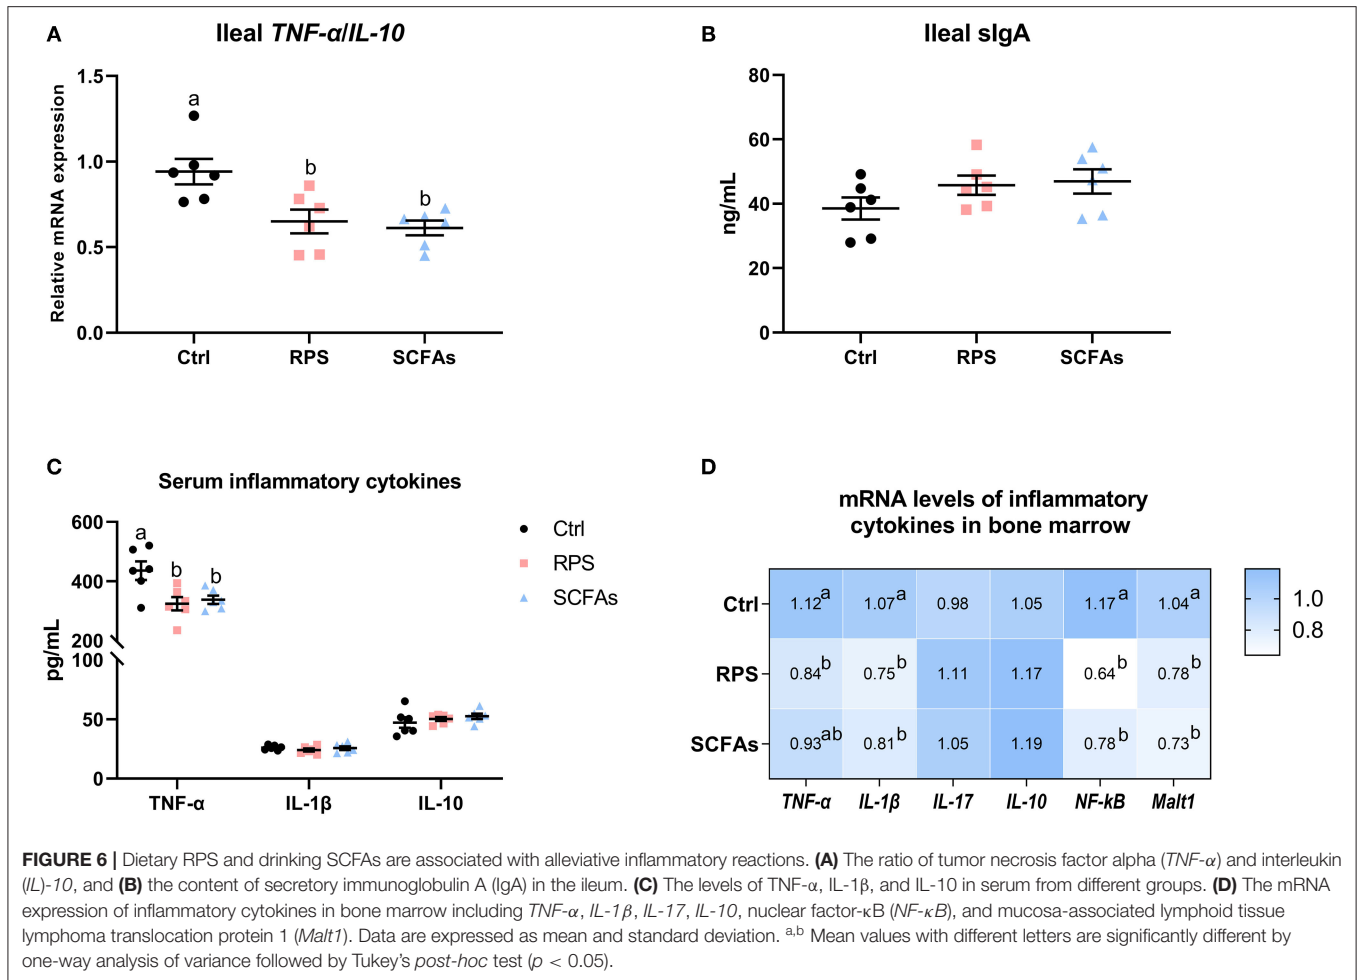 A
Ileal TNF-α/IL-10
Relative mRNA expression
1.5
1.0
0.5
0.0
a
b
b
Ctrl
RPS
SCFAs
B
Ileal sIgA
ng/mL
80
60
40
20
0
Ctrl
RPS
SCFAs
C
Serum inflammatory cytokines
pg/mL
600
400
200
100
50
0
a
b
b
TNF-α
IL-1β
IL-10
Ctrl
RPS
SCFAs
D
mRNA levels of inflammatory
cytokines in bone marrow
Ctrl 1.12a 1.07a 0.98 1.05 1.17a 1.04a
RPS 0.84b 0.75b 1.11 1.17 0.64b 0.78b
SCFAs 0.93ab 0.81b 1.05 1.19 0.78b 0.73b
TNF-α IL-1β IL-17 IL-10 NF-kB Malt1
1.0
0.8
FIGURE 6 | Dietary RPS and drinking SCFAs are associated with alleviative inflammatory reactions. (A) The ratio of tumor necrosis factor alpha (TNF-α) and interleukin
(IL)-10, and (B) the content of secretory immunoglobulin A (IgA) in the ileum. (C) The levels of TNF-α, IL-1β, and IL-10 in serum from different groups. (D) The mRNA
expression of inflammatory cytokines in bone marrow including TNF-α, IL-1β, IL-17, IL-10, nuclear factor-κB (NF-κB), and mucosa-associated lymphoid tissue
lymphoma translocation protein 1 (Malt1). Data are expressed as mean and standard deviation. a,b Mean values with different letters are significantly different by
one-way analysis of variance followed by Tukey's post-hoc test (p < 0.05).